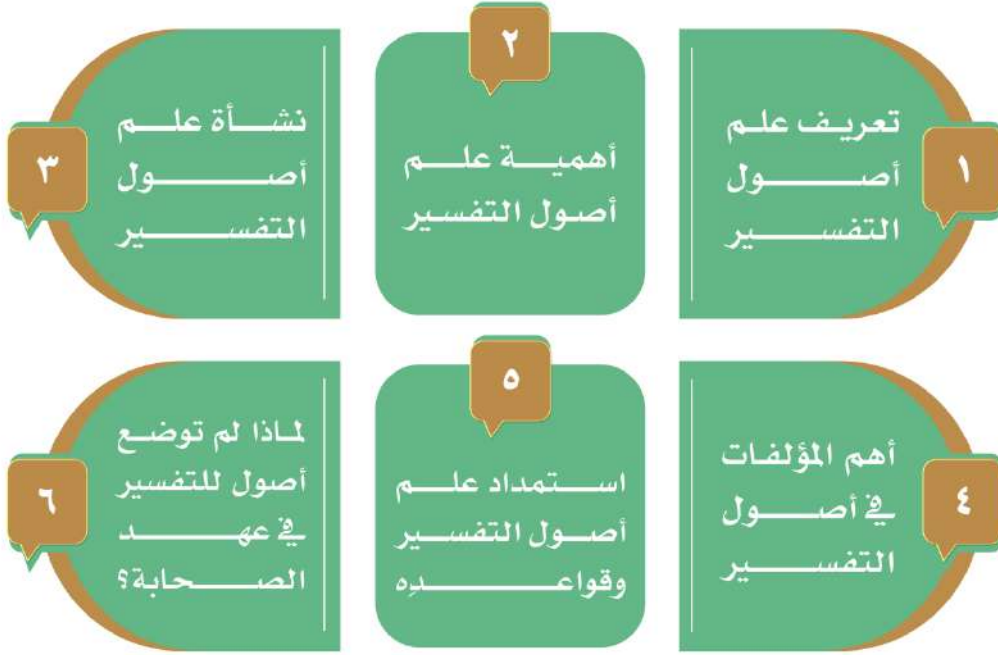 ١
تعريف علم
أصول
التفسير
٢
أهمية علم
أصول التفسير
٣
نشأة علم
أصول
التفسير
٤
أهم المؤلفات
في أصول
التفسير
٥
استمداد علم
أصول التفسير
وقواعدِه
٦
لماذا لم توضع
أصول للتفسير
في عهد
الصحابة؟